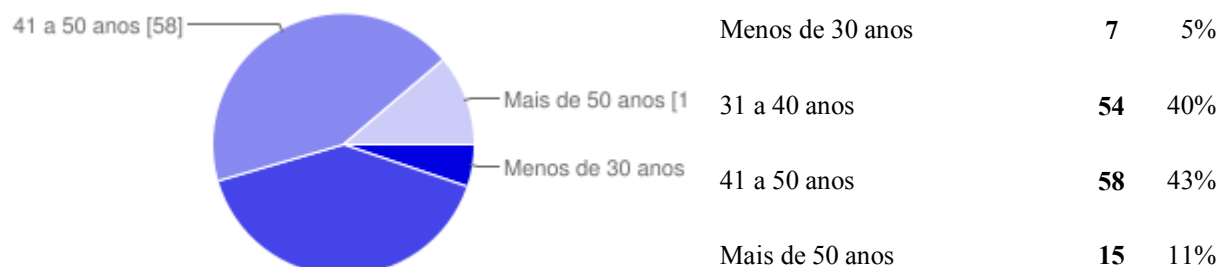 41 a 50 anos [58]
Mais de 50 anos [1
Menos de 30 anos
Menos de 30 anos 7 5%
31 a 40 anos 54 40%
41 a 50 anos 58 43%
Mais de 50 anos 15 11%